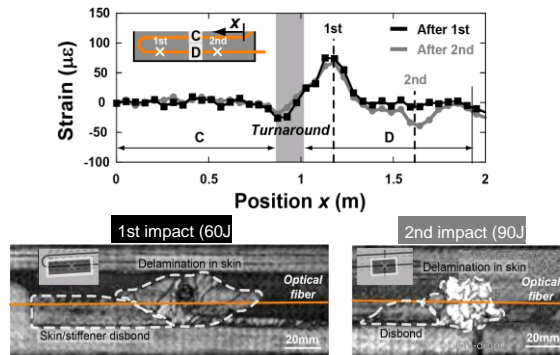 Strain (με)
150
100
50
0
-50
-100
x
C
D
1st
2nd
1st
After 1st
After 2nd
2nd
Turnaround
C
D
0
0.5
1
1.5
2
Position x (m)
1st impact (60J)
2nd impact (90J)
Delamination in skin
Optical
fiber
Skin/stiffener disbond
20mm
Delamination in skin
Optical
fiber
Disbond
20mm